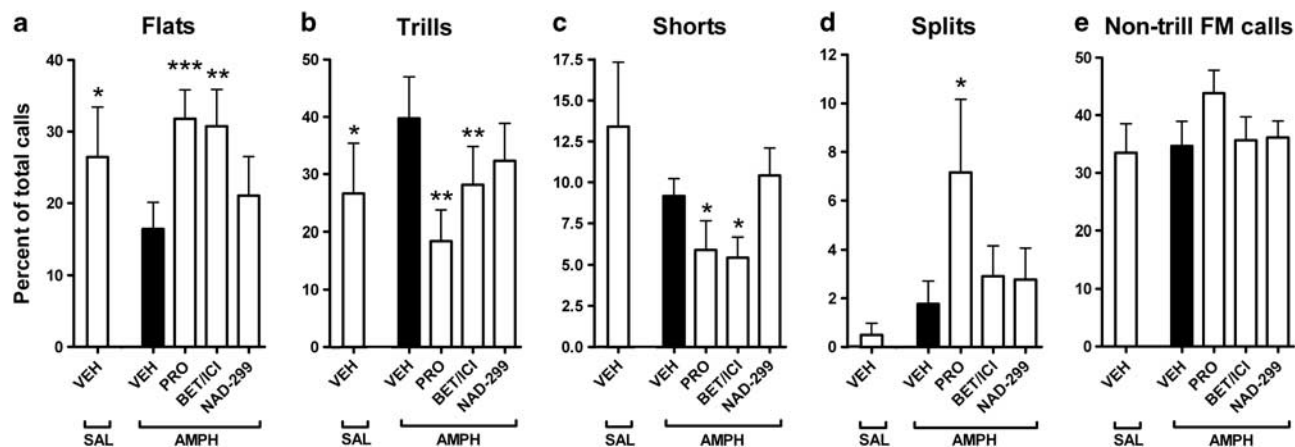 a Flats
b Trills
c Shorts
d Splits
e Non-trill FM calls
Percent of total calls
40
30
20
10
0
* *** **
VEH VEH PRO BET/ICI NAD-299
SAL AMPH
50
40
30
20
10
0
* ** **
VEH VEH PRO BET/ICI NAD-299
SAL AMPH
17.5
15.0
12.5
10.0
7.5
5.0
2.5
0.0
* *
VEH VEH PRO BET/ICI NAD-299
SAL AMPH
12
10
8
6
4
2
0
*
VEH VEH PRO BET/ICI NAD-299
SAL AMPH
50
40
30
20
10
0
VEH VEH PRO BET/ICI NAD-299
SAL AMPH